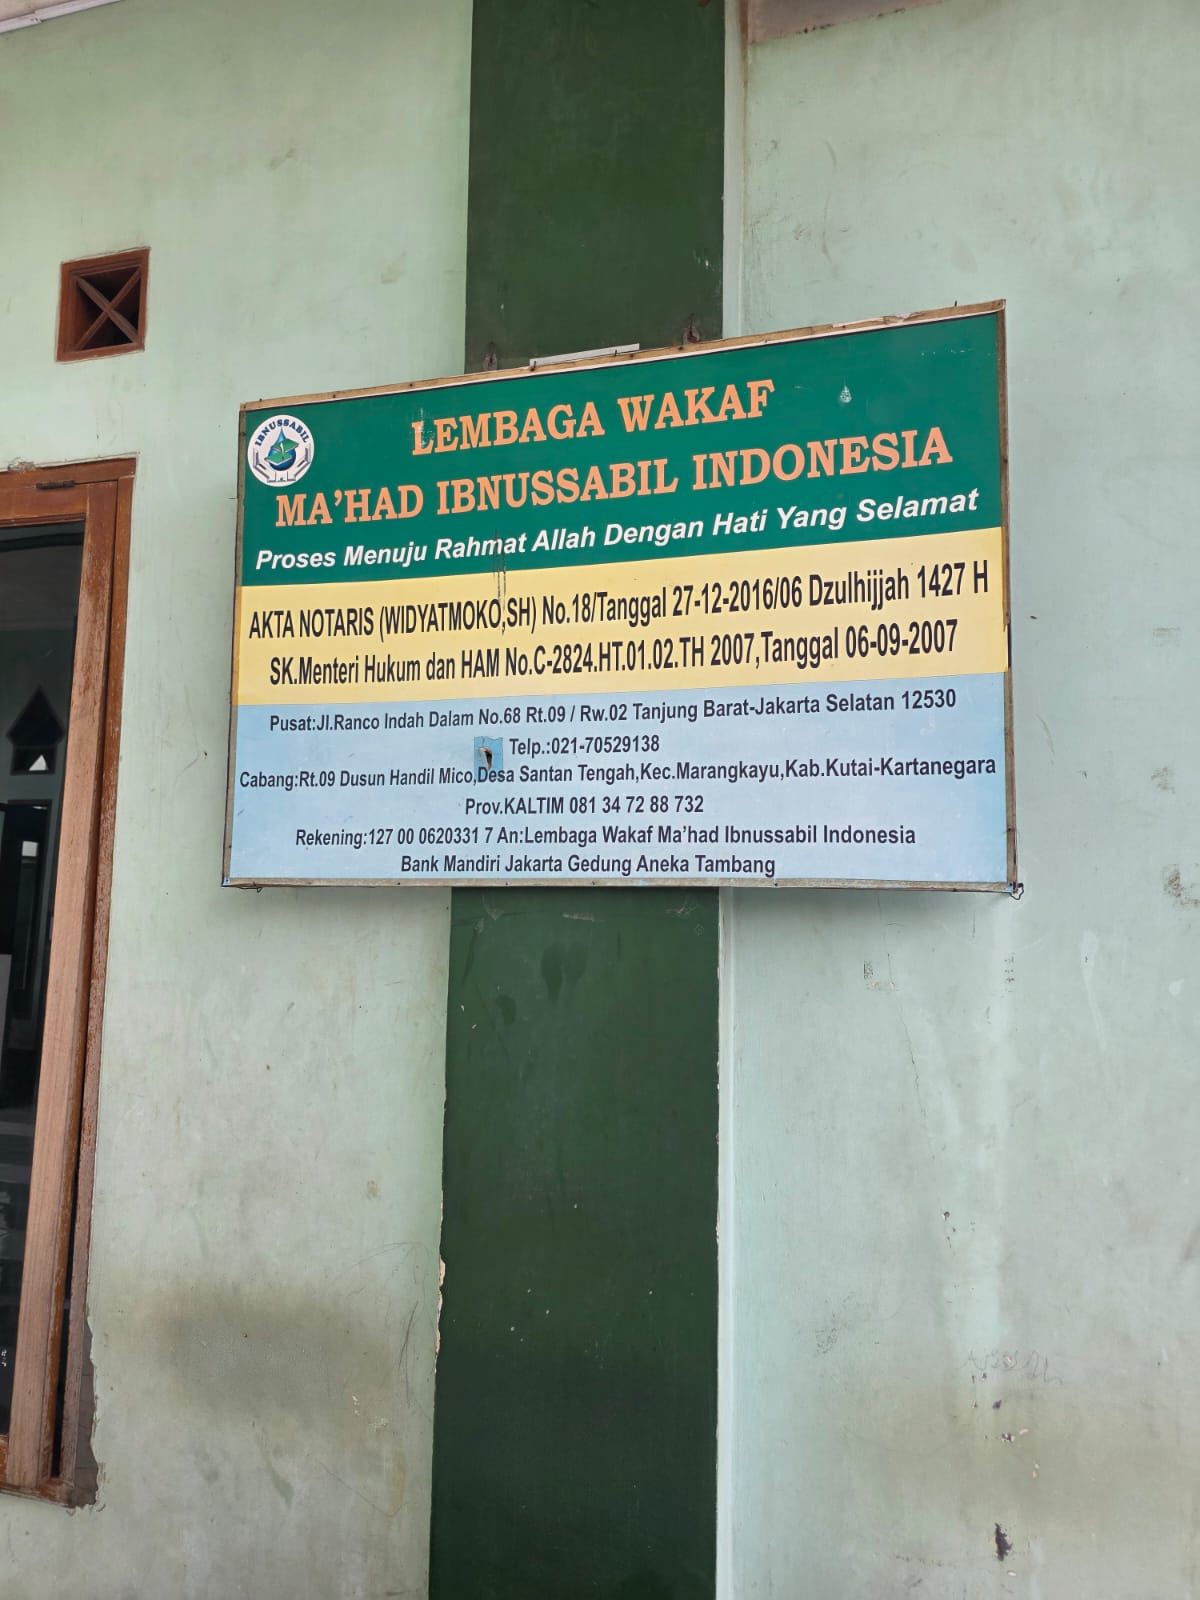 IBNUSSABIL
LEMBAGA WAKAF
MA'HAD IBNUSSABIL INDONESIA
Proses Menuju Rahmat Allah Dengan Hati Yang Selamat
AKTA NOTARIS (WIDYATMOKO,SH) No.18/Tanggal 27-12-2016/06 Dzulhijjah 1427 H
SK.Menteri Hukum dan HAM No.C-2824.HT.01.02.TH 2007,Tanggal 06-09-2007
Pusat:Jl.Ranco Indah Dalam No.68 Rt.09 / Rw.02 Tanjung Barat-Jakarta Selatan 12530
Telp.:021-70529138
Cabang:Rt.09 Dusun Handil Mico,Desa Santan Tengah,Kec.Marangkayu,Kab.Kutai-Kartanegara
Prov.KALTIM 081 34 72 88 732
Rekening:127 00 0620331 7 An:Lembaga Wakaf Ma'had Ibnussabil Indonesia
Bank Mandiri Jakarta Gedung Aneka Tambang